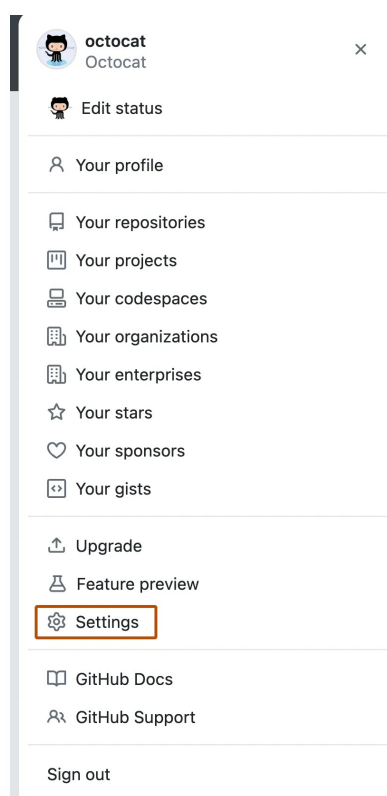 octocat
Octocat
Edit status
Your profile
Your repositories
Your projects
Your codespaces
Your organizations
Your enterprises
Your stars
Your sponsors
Your gists
Upgrade
Feature preview
Settings
GitHub Docs
GitHub Support
Sign out